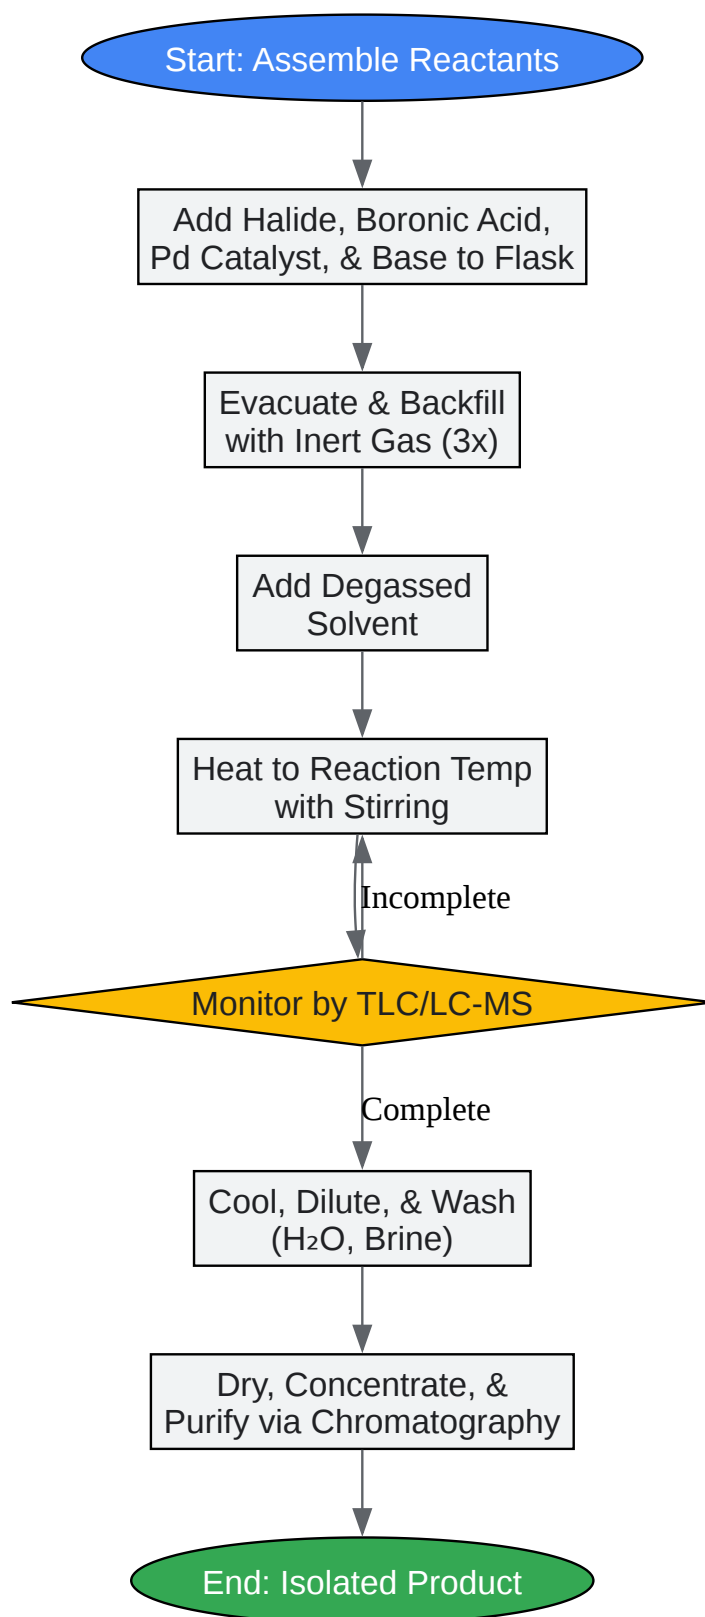 Start: Assemble Reactants
Add Halide, Boronic Acid,
Pd Catalyst, & Base to Flask
Evacuate & Backfill
with Inert Gas (3x)
Add Degassed
Solvent
Heat to Reaction Temp
with Stirring
Incomplete
Monitor by TLC/LC-MS
Complete
Cool, Dilute, & Wash
(H₂O, Brine)
Dry, Concentrate, &
Purify via Chromatography
End: Isolated Product